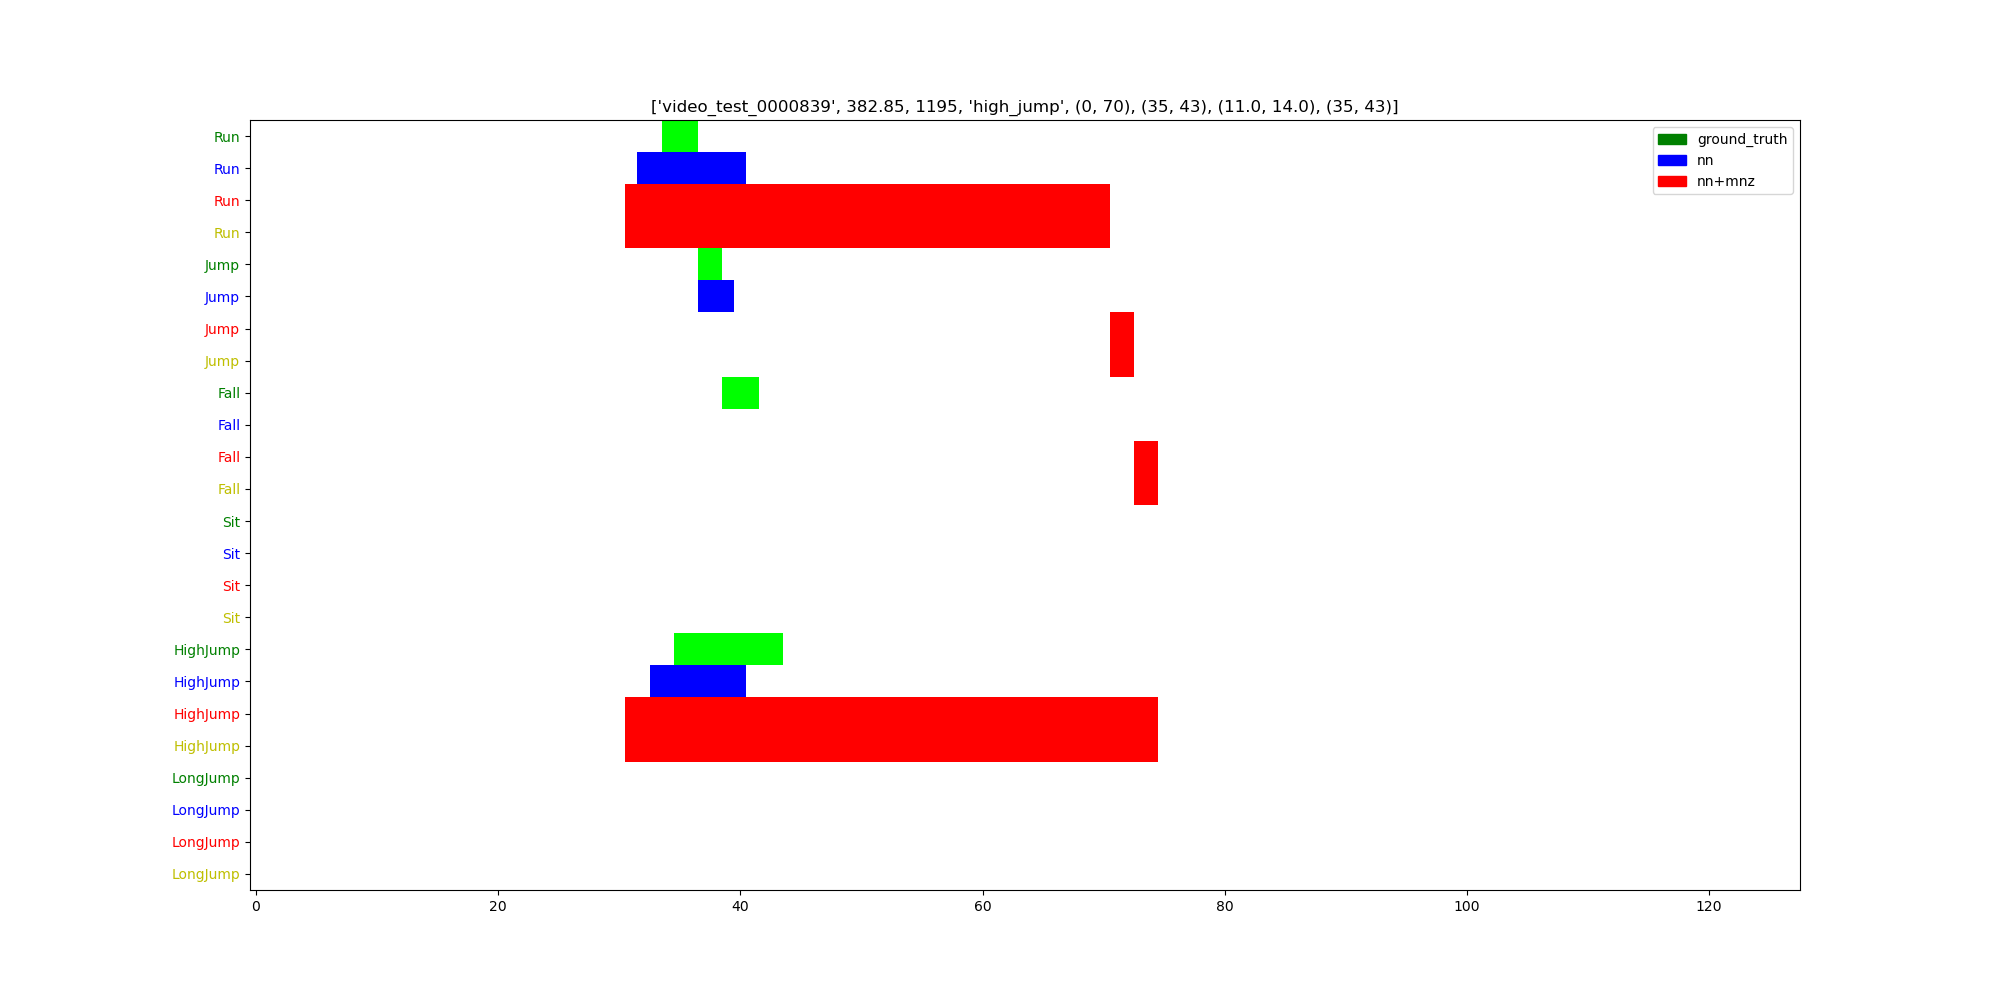 ['video_test_0000839', 382.85, 1195, 'high_jump', (0, 70), (35, 43), (11.0, 14.0), (35, 43)]
ground_truth
nn
nn+mnz
Run
Run
Run
Run
Jump
Jump
Jump
Jump
Fall
Fall
Fall
Fall
Sit
Sit
Sit
Sit
HighJump
HighJump
HighJump
HighJump
LongJump
LongJump
LongJump
LongJump
0 20 40 60 80 100 120